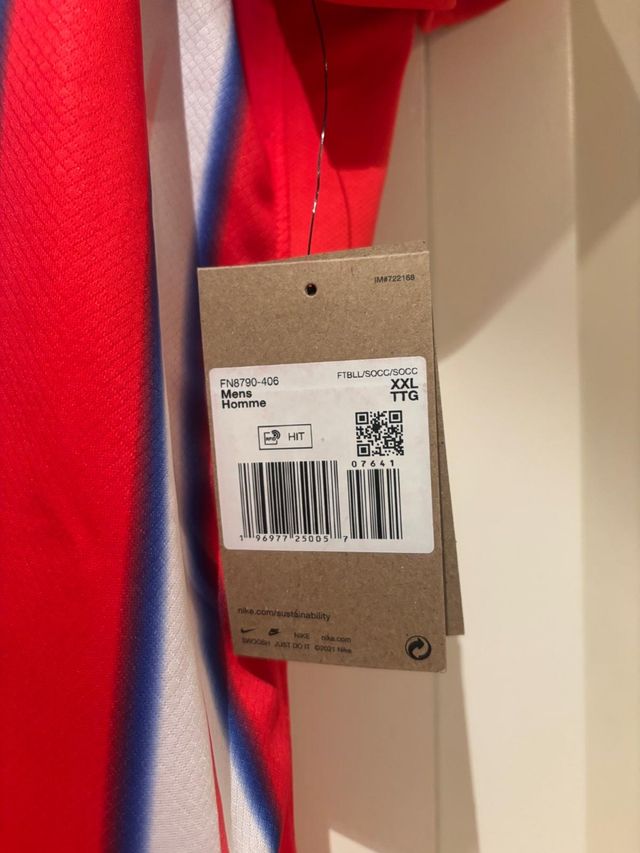 IM#722168
FN8790-406
FTBLL/SOCC/SOCC
Mens
XXL
Homme
TTG
RFID
HIT
07641
1 96977 25005 7
nike.com/sustainability
NIKE nike.com
SWOOSH JUST DO IT ©2021 Nike